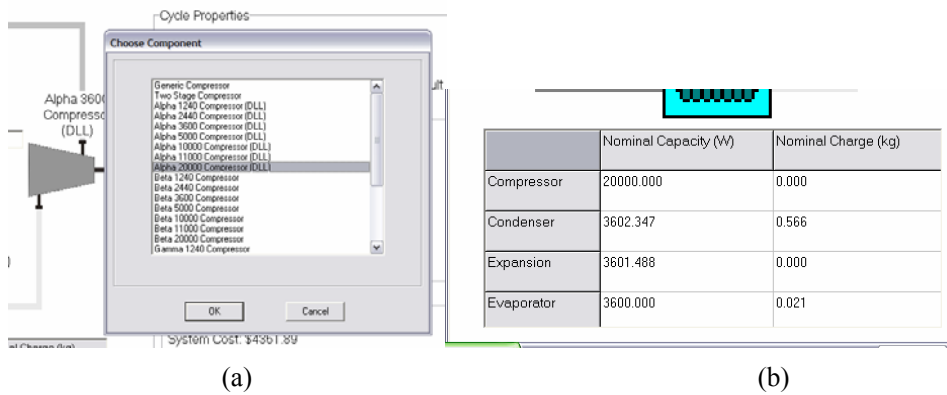 Cycle Properties
Choose Component
Alpha 3600
Compresso
(DLL)
Generic Compressor
Two Stage Compressor
Alpha 1240 Compressor (DLL)
Alpha 2440 Compressor (DLL)
Alpha 3600 Compressor (DLL)
Alpha 5000 Compressor (DLL)
Alpha 10000 Compressor (DLL)
Alpha 11000 Compressor (DLL)
Alpha 20000 Compressor (DLL)
Beta 1240 Compressor
Beta 2440 Compressor
Beta 3600 Compressor
Beta 5000 Compressor
Beta 10000 Compressor
Beta 11000 Compressor
Beta 20000 Compressor
Gamma 1240 Compressor
ult
OK Cancel
System Cost: $4361.89
al Charge (kg)
(a)
Nominal Capacity (W) Nominal Charge (kg)
Compressor 20000.000 0.000
Condenser 3602.347 0.566
Expansion 3601.488 0.000
Evaporator 3600.000 0.021
(b)